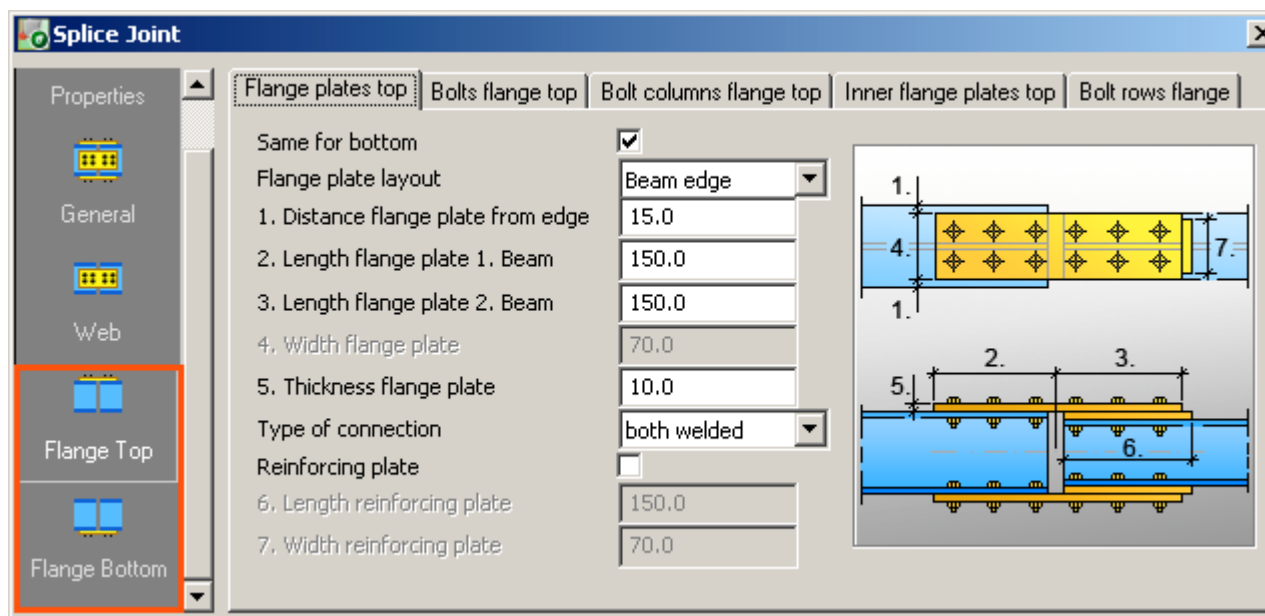 Splice Joint
Properties
General
Web
Flange Top
Flange Bottom
Flange plates top
Bolts flange top
Bolt columns flange top
Inner flange plates top
Bolt rows flange
Same for bottom
Flange plate layout Beam edge
1. Distance flange plate from edge 15.0
2. Length flange plate 1. Beam 150.0
3. Length flange plate 2. Beam 150.0
4. Width flange plate 70.0
5. Thickness flange plate 10.0
Type of connection both welded
Reinforcing plate
6. Length reinforcing plate 150.0
7. Width reinforcing plate 70.0
1.
4. 7.
1.
2. 3.
5.
6.